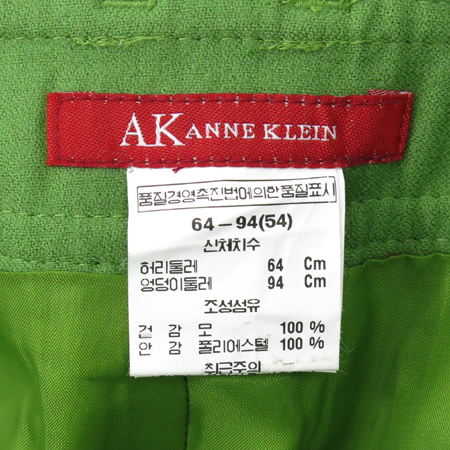 AK ANNE KLEIN
품질경영촉진법에의한품질표시
64-94(54)
신체치수
허리둘레 64 Cm
엉덩이둘레 94 Cm
조성섬유
겉 감 모 100 %
안 감 폴리에스텔 100 %
취급주의